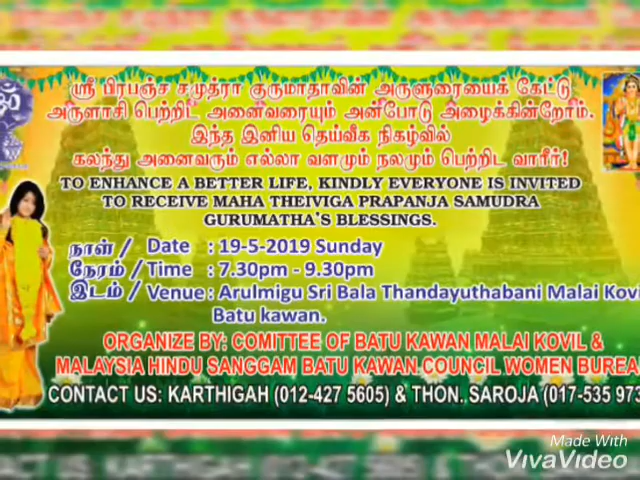 ஸ்ரீ பிரபஞ்ச சமுத்ரா குருமாதாவின் அருளுரையைக் கேட்டு
அருளாசி பெற்றிட அனைவரையும் அன்போடு அழைக்கின்றோம்.
இந்த இனிய தெய்வீக நிகழ்வில்
கலந்து அனைவரும் எல்லா வளமும் நலமும் பெற்றிட வாரீர்!
TO ENHANCE A BETTER LIFE, KINDLY EVERYONE IS INVITED
TO RECEIVE MAHA THEIVIGA PRAPANJA SAMUDRA
GURUMATHA'S BLESSINGS.
நாள் / Date : 19-5-2019 Sunday
நேரம் / Time : 7.30pm - 9.30pm
இடம் / Venue : Arulmigu Sri Bala Thandayuthabani Malai Kovi
Batu kawan.
ORGANIZE BY: COMITTEE OF BATU KAWAN MALAI KOVIL &
MALAYSIA HINDU SANGGAM BATU KAWAN COUNCIL WOMEN BUREA
CONTACT US: KARTHIGAH (012-427 5605) & THON. SAROJA (017-535 973
Made With
VivaVideo